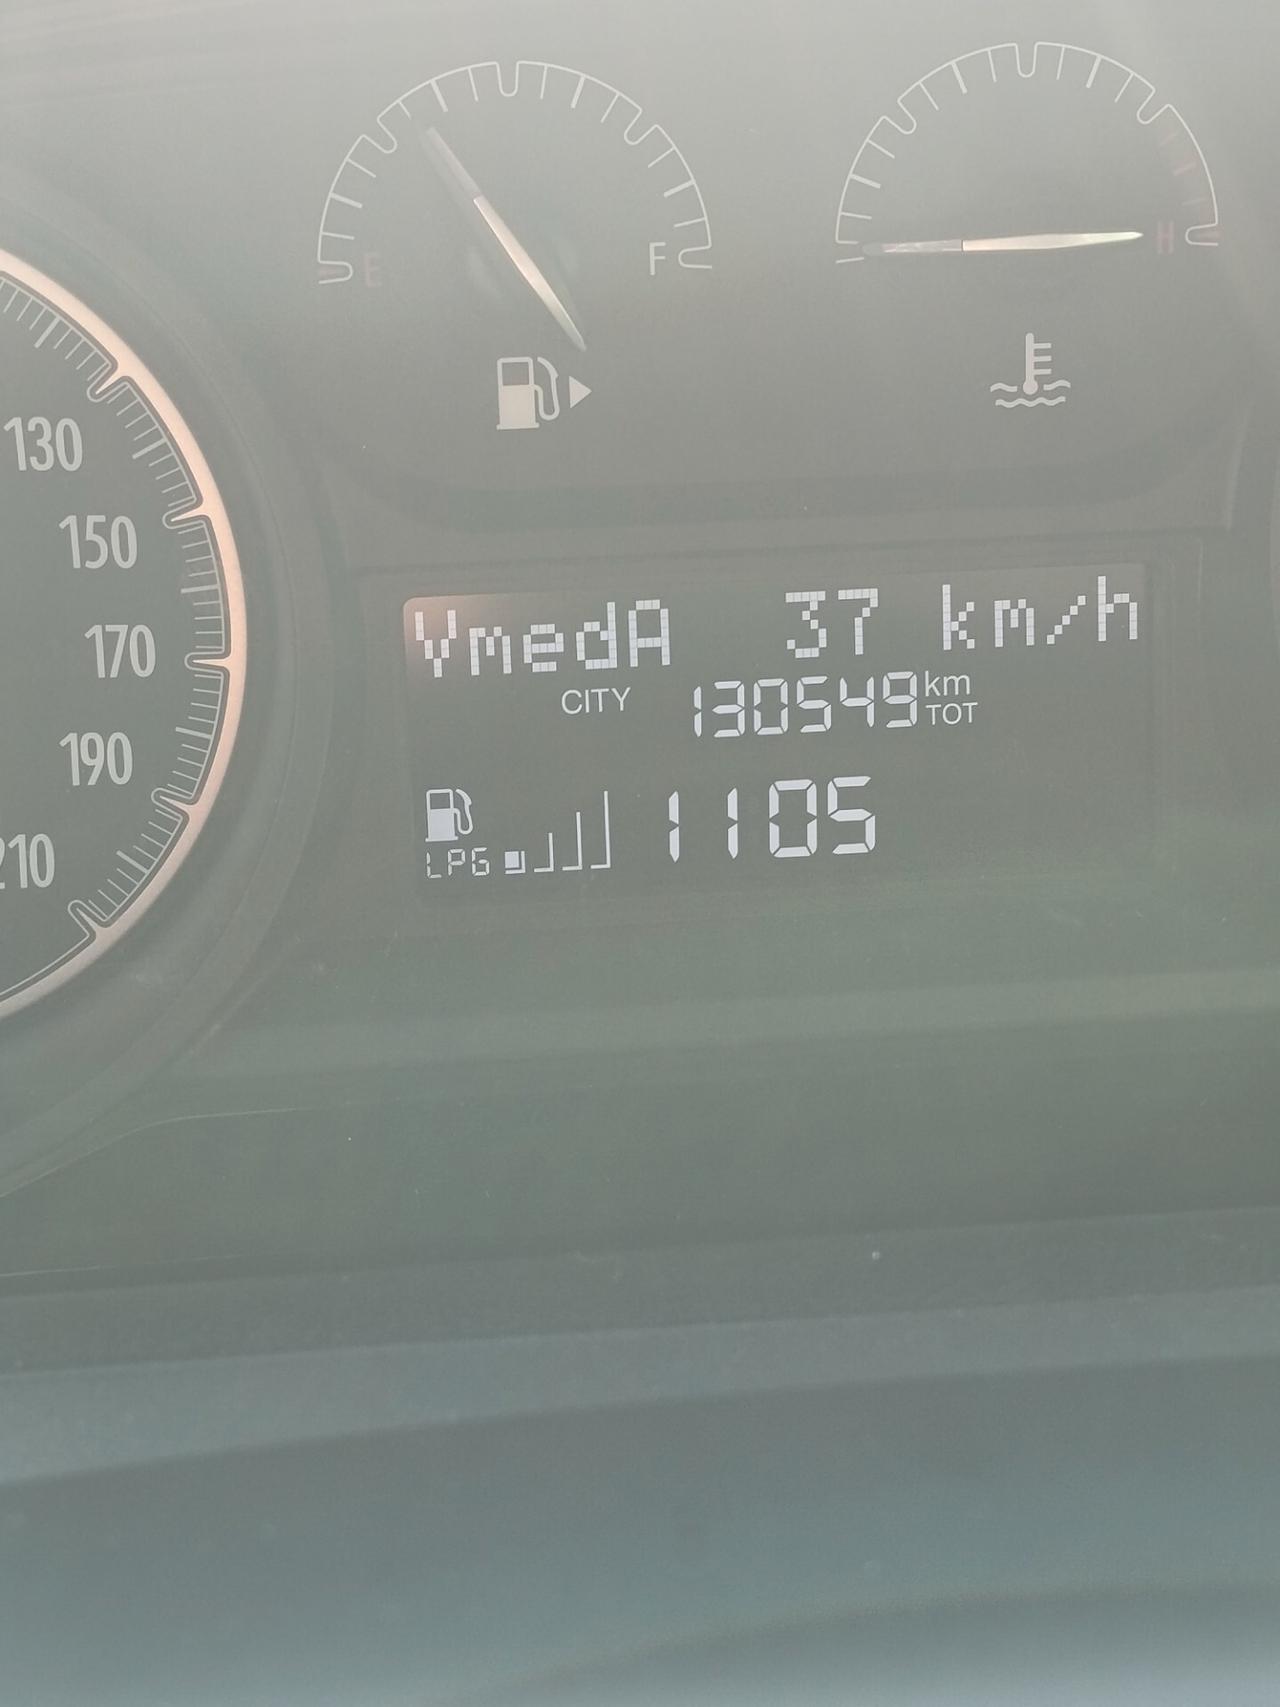 E
F
H
130
150
170
190
210
VmedA 37 km/h
CITY 130549 km TOT
LPG 1105